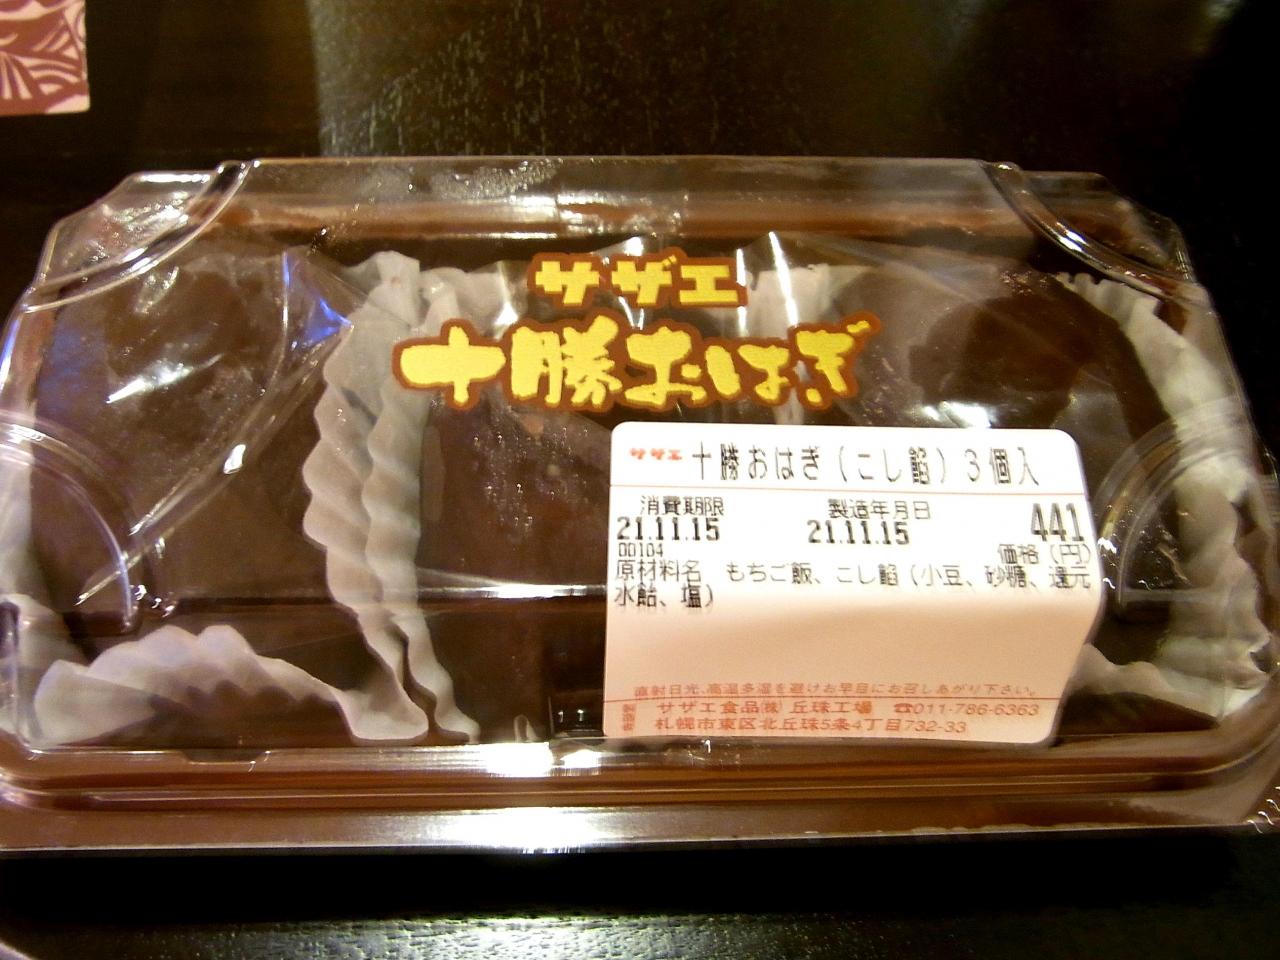 サザエ
十勝おはぎ
サザエ 十勝おはぎ(こし餡)3個入
消費期限 製造年月日
21.11.15 21.11.15 441
00104 価格(円)
原材料名 もちご飯、こし餡(小豆、砂糖、還元
水飴、塩)
直射日光、高温多湿を避けお早目にお召しあがり下さい。
製造者 サザエ食品㈱ 丘珠工場 ☎011-786-6363
札幌市東区北丘珠5条4丁目732-33